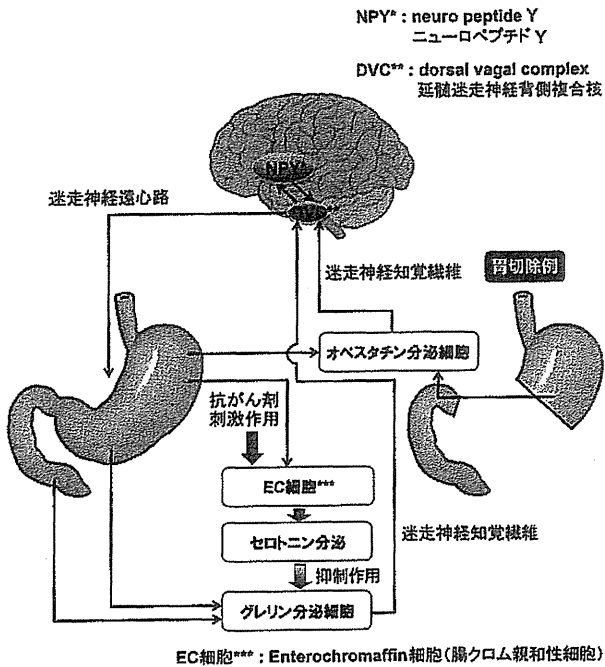 NPY* : neuro peptide Y
ニューロペプチド Y
DVC** : dorsal vagal complex
延髄迷走神経背側複合核
NPY*
迷走神経遠心路
迷走神経知覚繊維
胃切除例
オベスタチン分泌細胞
抗がん剤
刺激作用
EC細胞***
セロトニン分泌
迷走神経知覚繊維
抑制作用
グレリン分泌細胞
EC細胞*** : Enterochromaffin細胞(腸クロム親和性細胞)